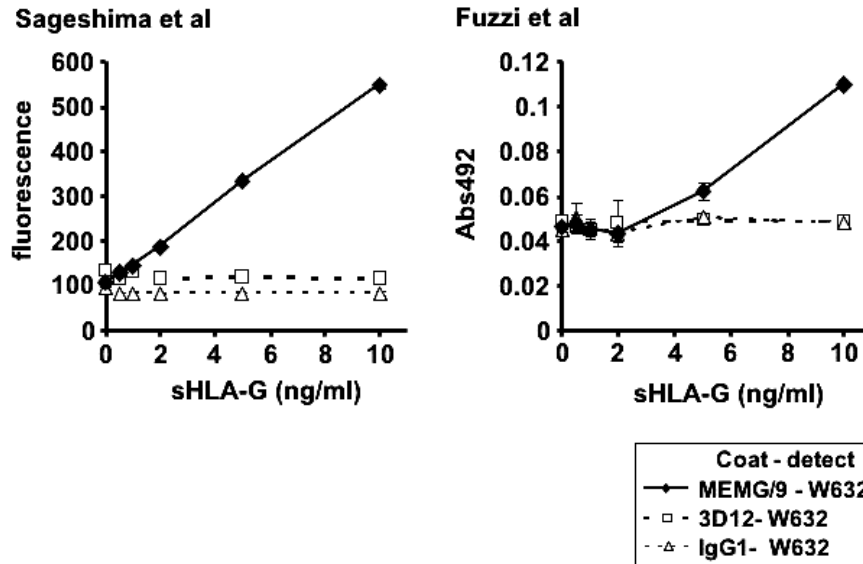 Sageshima et al
600
500
400
300
200
100
0
fluorescence
0 2 4 6 8 10
sHLA-G (ng/ml)
Fuzzi et al
0.12
0.1
0.08
0.06
0.04
0.02
0
Abs492
0 2 4 6 8 10
sHLA-G (ng/ml)
Coat - detect
MEMG/9 - W632
3D12- W632
IgG1- W632